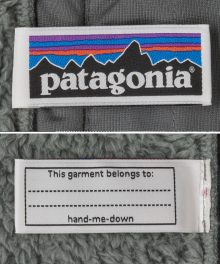 patagonia
This garment belongs to:
hand-me-down